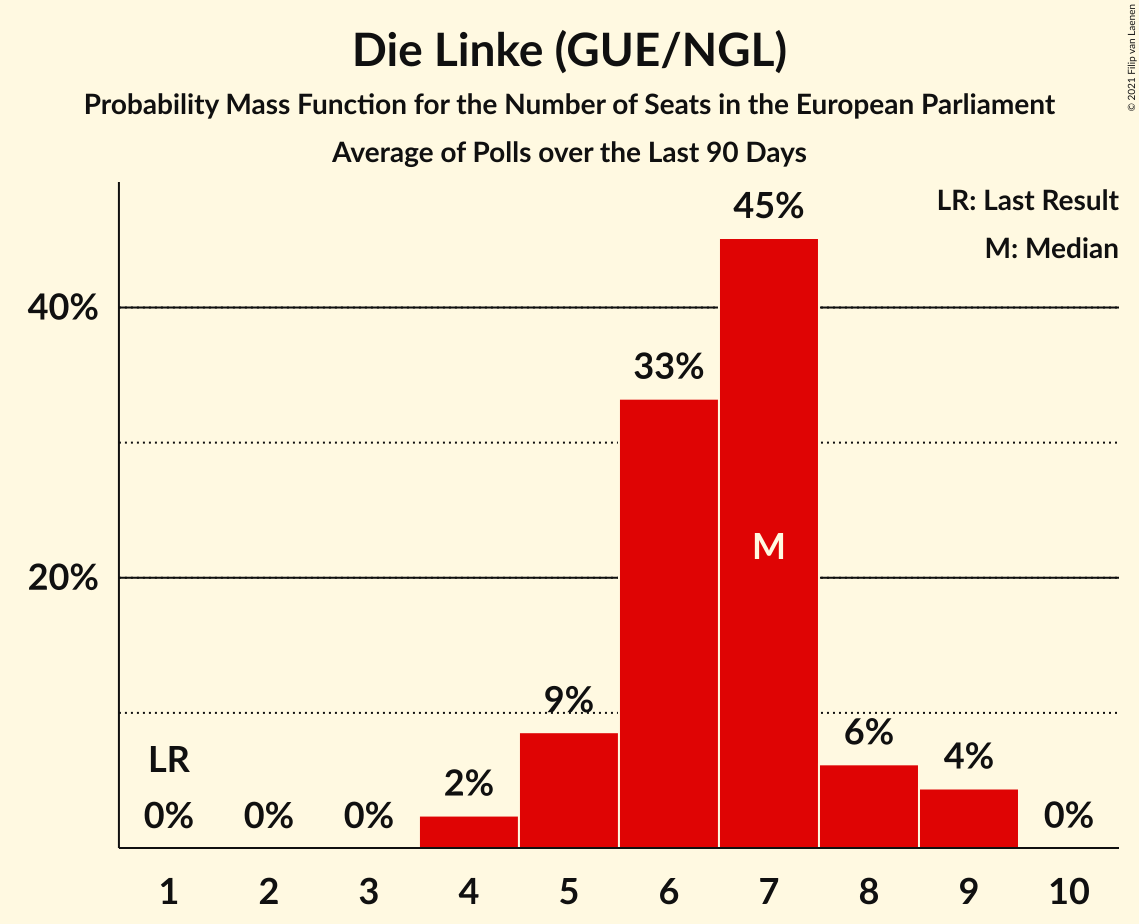 Die Linke (GUE/NGL)
Probability Mass Function for the Number of Seats in the European Parliament
Average of Polls over the Last 90 Days
© 2021 Filip van Laenen
LR: Last Result
M: Median
45%
40%
33%
M
20%
9%
6%
LR
4%
2%
0% 0% 0% 0%
1 2 3 4 5 6 7 8 9 10